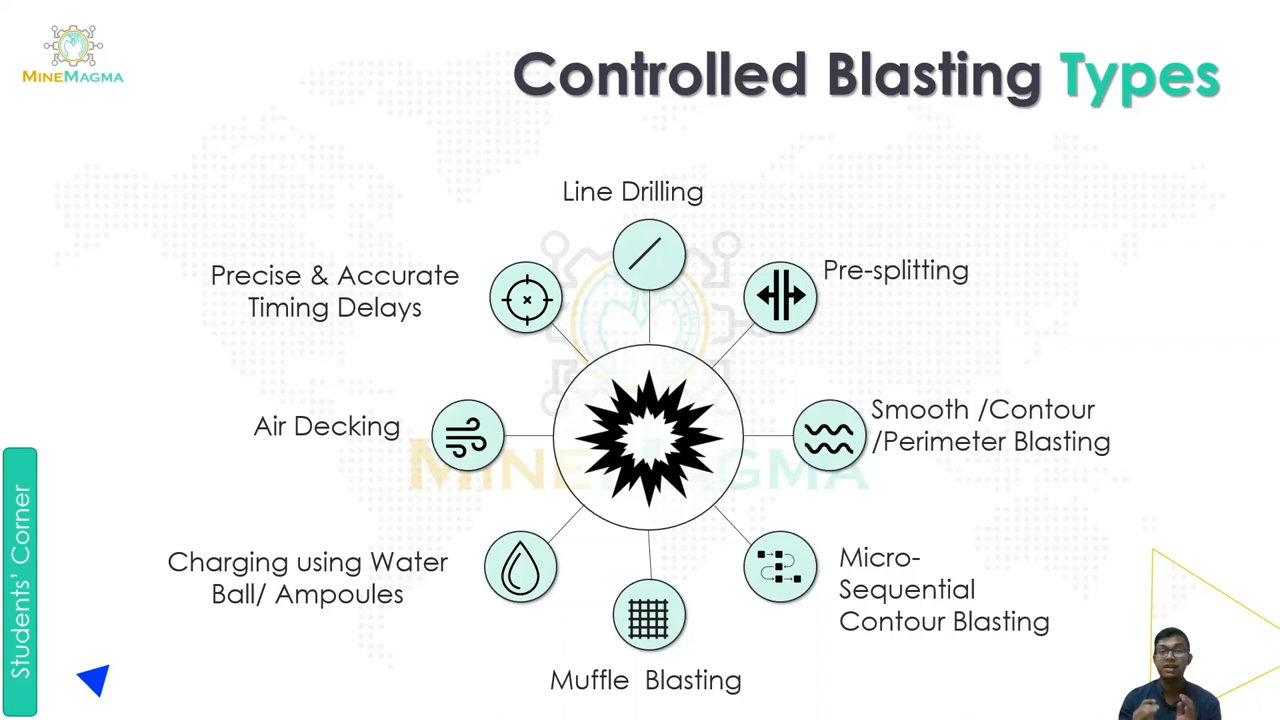 MINEMAGMA
Controlled Blasting Types
Line Drilling
Pre-splitting
Smooth /Contour
/Perimeter Blasting
Micro-
Sequential
Contour Blasting
Muffle Blasting
Charging using Water
Ball/ Ampoules
Air Decking
Precise & Accurate
Timing Delays
MINEMAGMA
Students' Corner